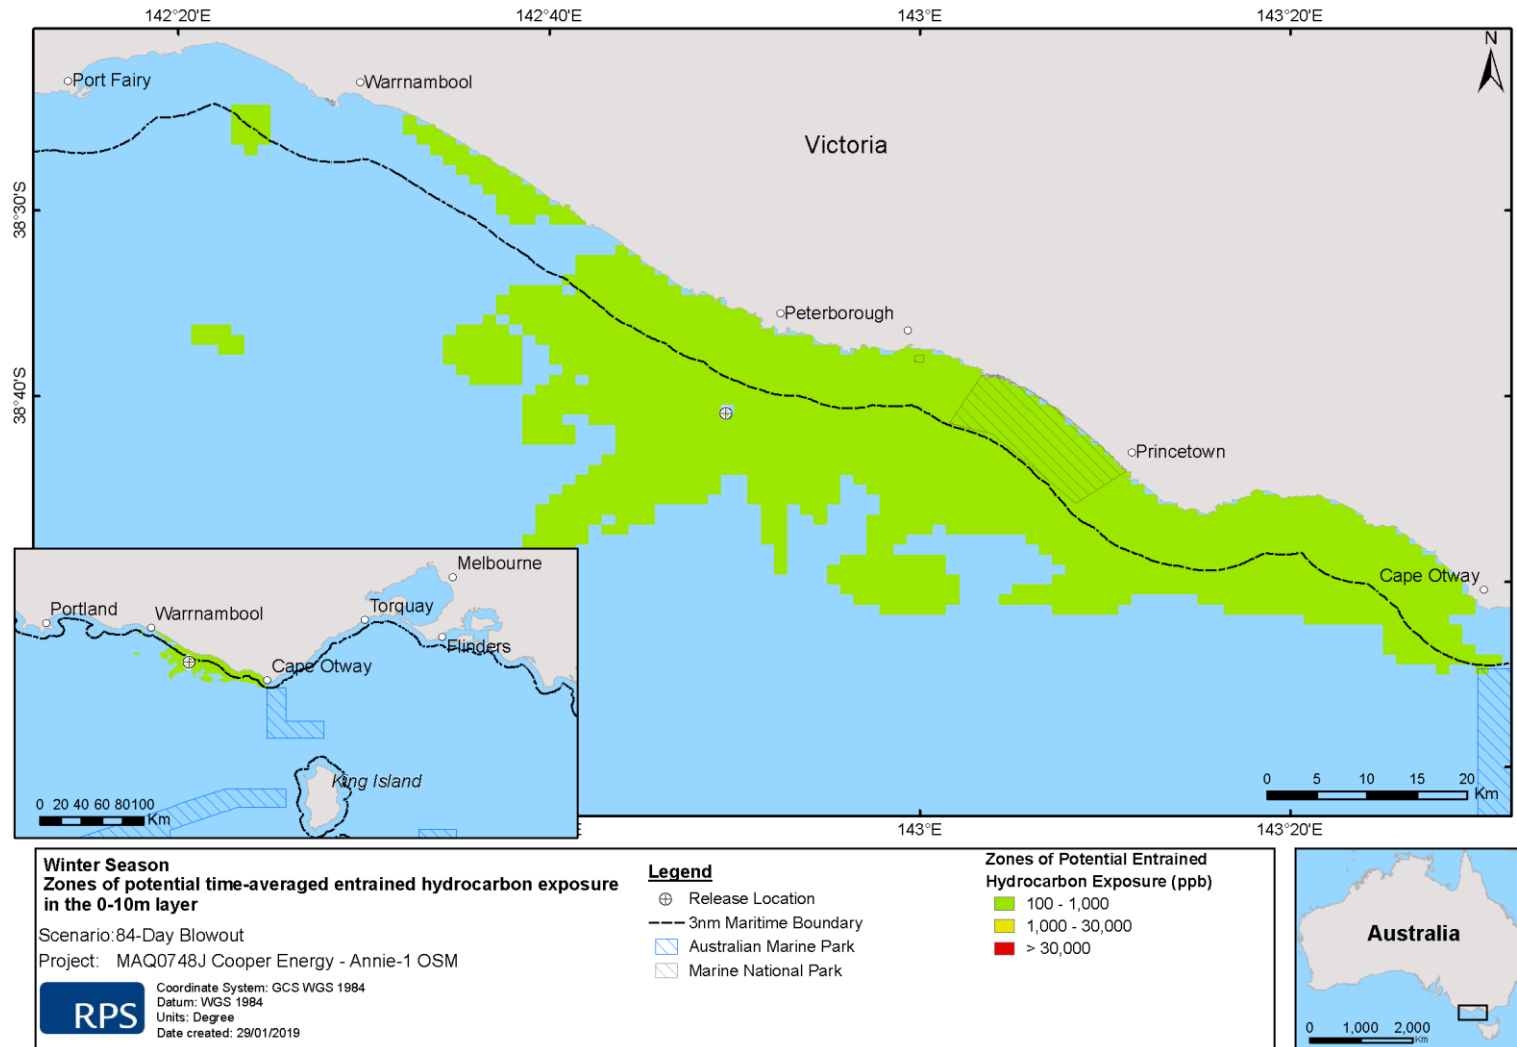 142°20'E
142°40'E
143°E
143°20'E
N
Port Fairy
Warrnambool
Victoria
38°30'S
Peterborough
38°40'S
Princetown
Cape Otway
Melbourne
Portland
Warrnambool
Torquay
Flinders
Cape Otway
King Island
0 20 40 60 80100
Km
0 5 10 15 20
Km
143°E
143°20'E
Winter Season
Zones of potential time-averaged entrained hydrocarbon exposure
in the 0-10m layer
Scenario:84-Day Blowout
Project: MAQ0748J Cooper Energy - Annie-1 OSM
RPS
Coordinate System: GCS WGS 1984
Datum: WGS 1984
Units: Degree
Date created: 29/01/2019
Legend
Release Location
3nm Maritime Boundary
Australian Marine Park
Marine National Park
Zones of Potential Entrained
Hydrocarbon Exposure (ppb)
100 - 1,000
1,000 - 30,000
> 30,000
Australia
0 1,000 2,000
Km